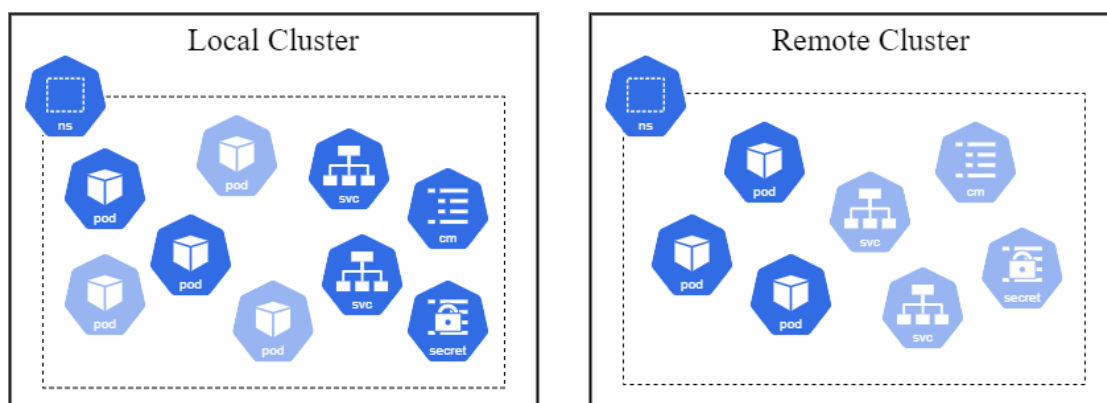 Local Cluster
ns
pod
svc
pod
cm
pod
pod
svc
pod
secret
Remote Cluster
ns
pod
cm
svc
pod
secret
pod
svc